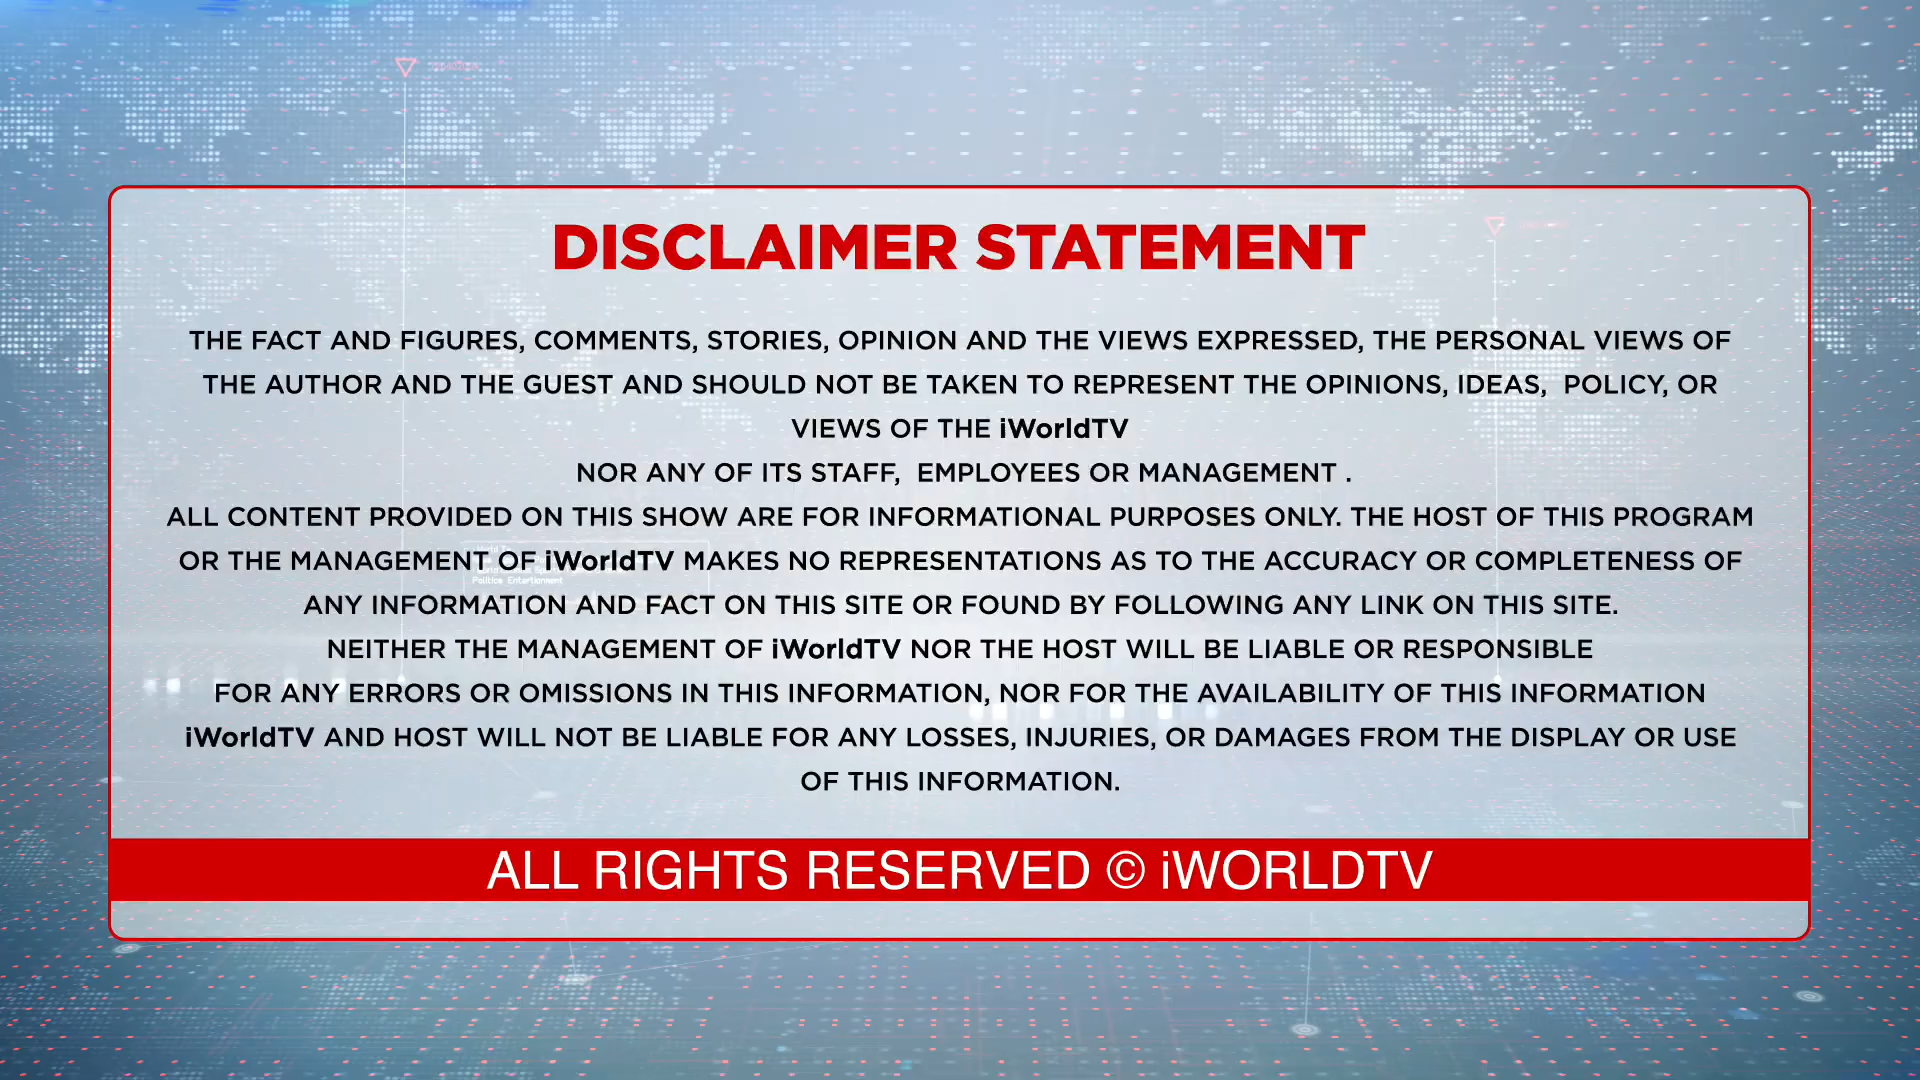 DISCLAIMER STATEMENT
THE FACT AND FIGURES, COMMENTS, STORIES, OPINION AND THE VIEWS EXPRESSED, THE PERSONAL VIEWS OF
THE AUTHOR AND THE GUEST AND SHOULD NOT BE TAKEN TO REPRESENT THE OPINIONS, IDEAS,  POLICY, OR
VIEWS OF THE iWorldTV
NOR ANY OF ITS STAFF,  EMPLOYEES OR MANAGEMENT .
ALL CONTENT PROVIDED ON THIS SHOW ARE FOR INFORMATIONAL PURPOSES ONLY. THE HOST OF THIS PROGRAM
OR THE MANAGEMENT OF iWorldTV MAKES NO REPRESENTATIONS AS TO THE ACCURACY OR COMPLETENESS OF
ANY INFORMATION AND FACT ON THIS SITE OR FOUND BY FOLLOWING ANY LINK ON THIS SITE.
NEITHER THE MANAGEMENT OF iWorldTV NOR THE HOST WILL BE LIABLE OR RESPONSIBLE
FOR ANY ERRORS OR OMISSIONS IN THIS INFORMATION, NOR FOR THE AVAILABILITY OF THIS INFORMATION
iWorldTV AND HOST WILL NOT BE LIABLE FOR ANY LOSSES, INJURIES, OR DAMAGES FROM THE DISPLAY OR USE
OF THIS INFORMATION.
ALL RIGHTS RESERVED © iWORLDTV